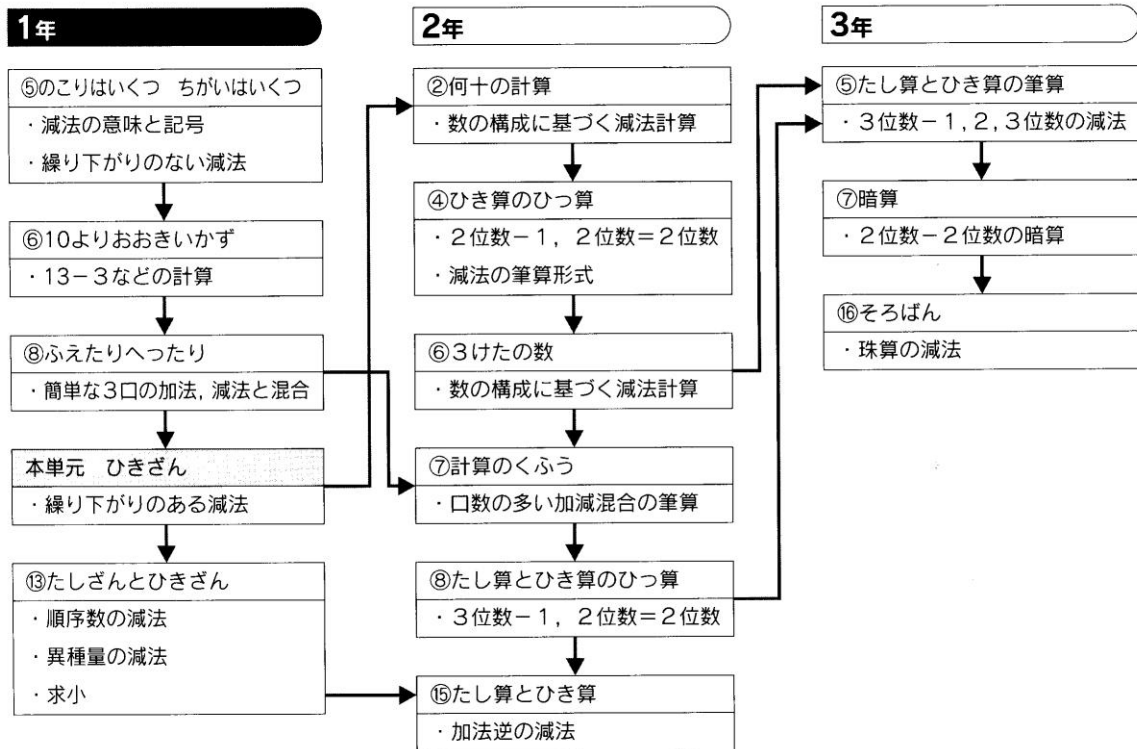 1年
⑤のこりはいくつ ちがいはいくつ
・減法の意味と記号
・繰り下がりのない減法
⑥10よりおおきいかず
・13－3などの計算
⑧ふえたりへったり
・簡単な3口の加法,減法と混合
本単元 ひきざん
・繰り下がりのある減法
⑬たしざんとひきざん
・順序数の減法
・異種量の減法
・求小
2年
②何十の計算
・数の構成に基づく減法計算
④ひき算のひっ算
・2位数－1，2位数＝2位数
・減法の筆算形式
⑥3けたの数
・数の構成に基づく減法計算
⑦計算のくふう
・口数の多い加減混合の筆算
⑧たし算とひき算のひっ算
・3位数－1，2位数＝2位数
⑮たし算とひき算
・加法逆の減法
3年
⑤たし算とひき算の筆算
・3位数－1,2,3位数の減法
⑦暗算
・2位数－2位数の暗算
⑯そろばん
・珠算の減法